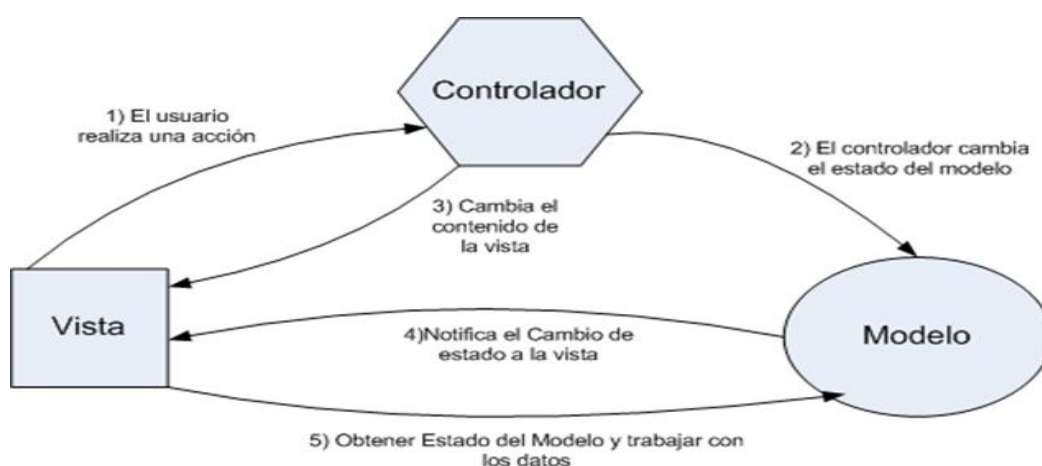 Controlador
1) El usuario
realiza una acción
2) El controlador cambia
el estado del modelo
3) Cambia el
contenido de
la vista
Vista
4)Notifica el Cambio de
estado a la vista
Modelo
5) Obtener Estado del Modelo y trabajar con
los datos